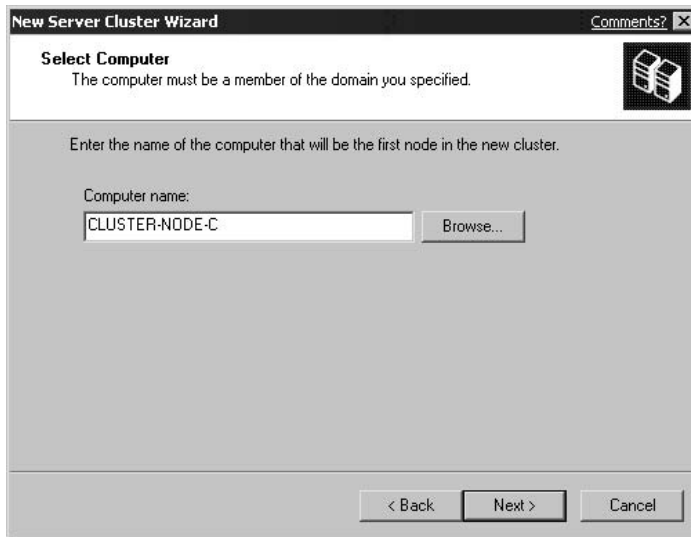 New Server Cluster Wizard Comments? X
Select Computer
The computer must be a member of the domain you specified.
Enter the name of the computer that will be the first node in the new cluster.
Computer name:
CLUSTER-NODE-C Browse...
< Back Next > Cancel